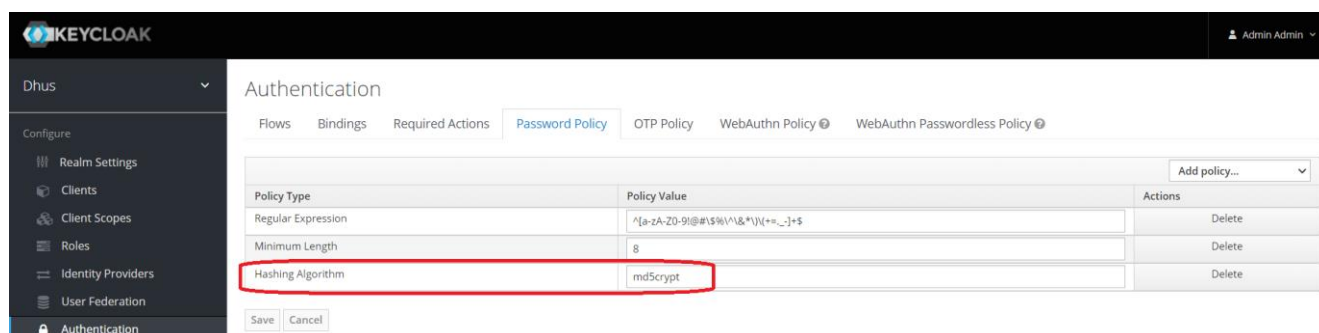 KEYCLOAK
Admin Admin
Dhus
Authentication
Configure
Flows Bindings Required Actions Password Policy OTP Policy WebAuthn Policy WebAuthn Passwordless Policy
Realm Settings
Add policy...
Clients
Policy Type Policy Value Actions
Client Scopes
Regular Expression ^[a-zA-Z0-9!@#\$%\^\&*\)\(+=._-]+$ Delete
Roles
Minimum Length 8 Delete
Identity Providers
Hashing Algorithm md5crypt Delete
User Federation
Save Cancel
Authentication